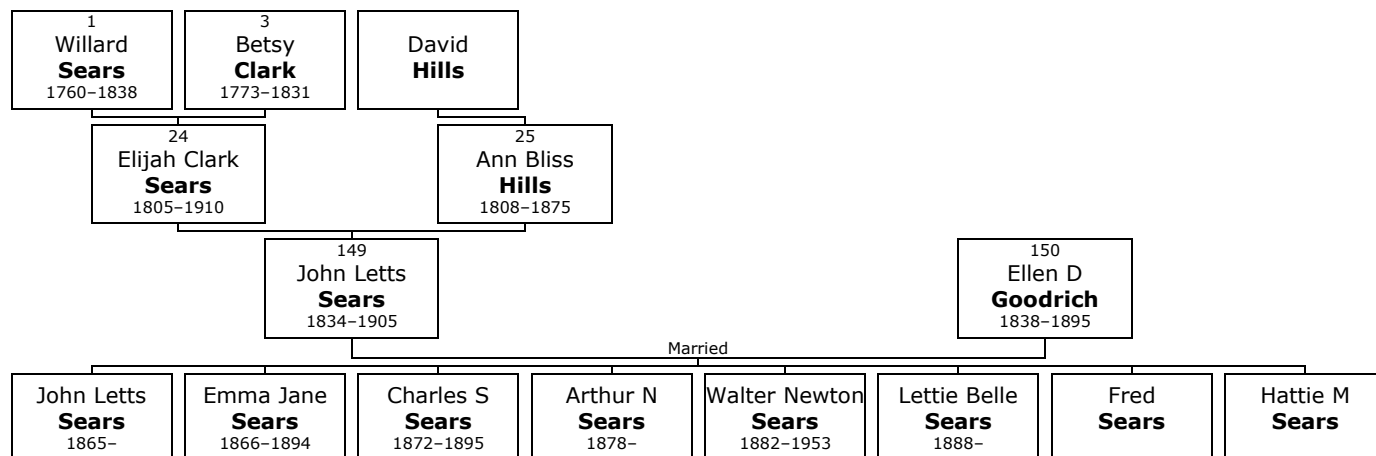 1
Willard
Sears
1760–1838
3
Betsy
Clark
1773–1831
David
Hills
24
Elijah Clark
Sears
1805–1910
25
Ann Bliss
Hills
1808–1875
149
John Letts
Sears
1834–1905
150
Ellen D
Goodrich
1838–1895
Married
John Letts
Sears
1865–
Emma Jane
Sears
1866–1894
Charles S
Sears
1872–1895
Arthur N
Sears
1878–
Walter Newton
Sears
1882–1953
Lettie Belle
Sears
1888–
Fred
Sears
Hattie M
Sears